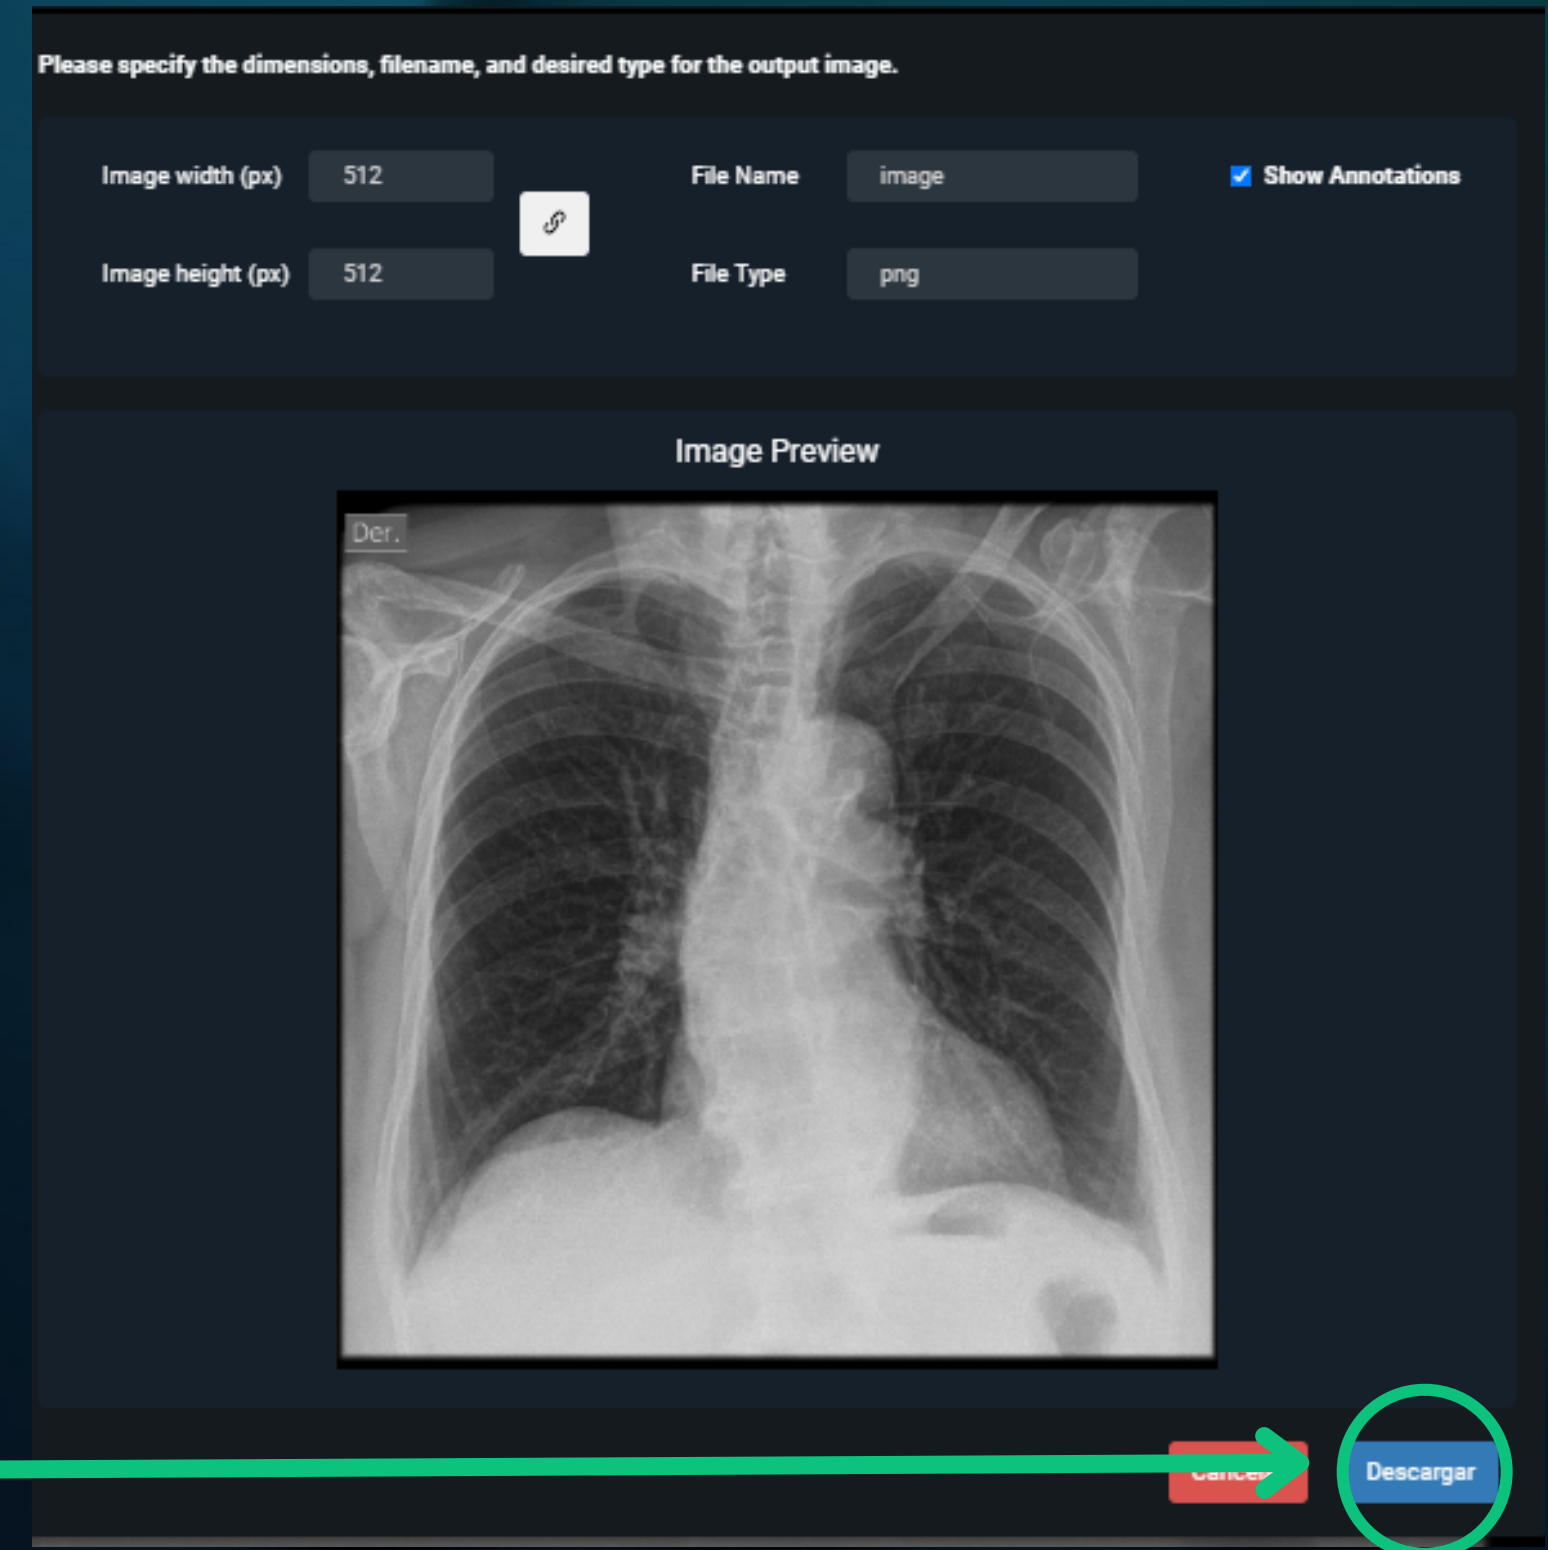 Please specify the dimensions, filename, and desired type for the output image.
Image width (px) 512 File Name image Show Annotations
Image height (px) 512 File Type png
Image Preview
Der.
Descargar